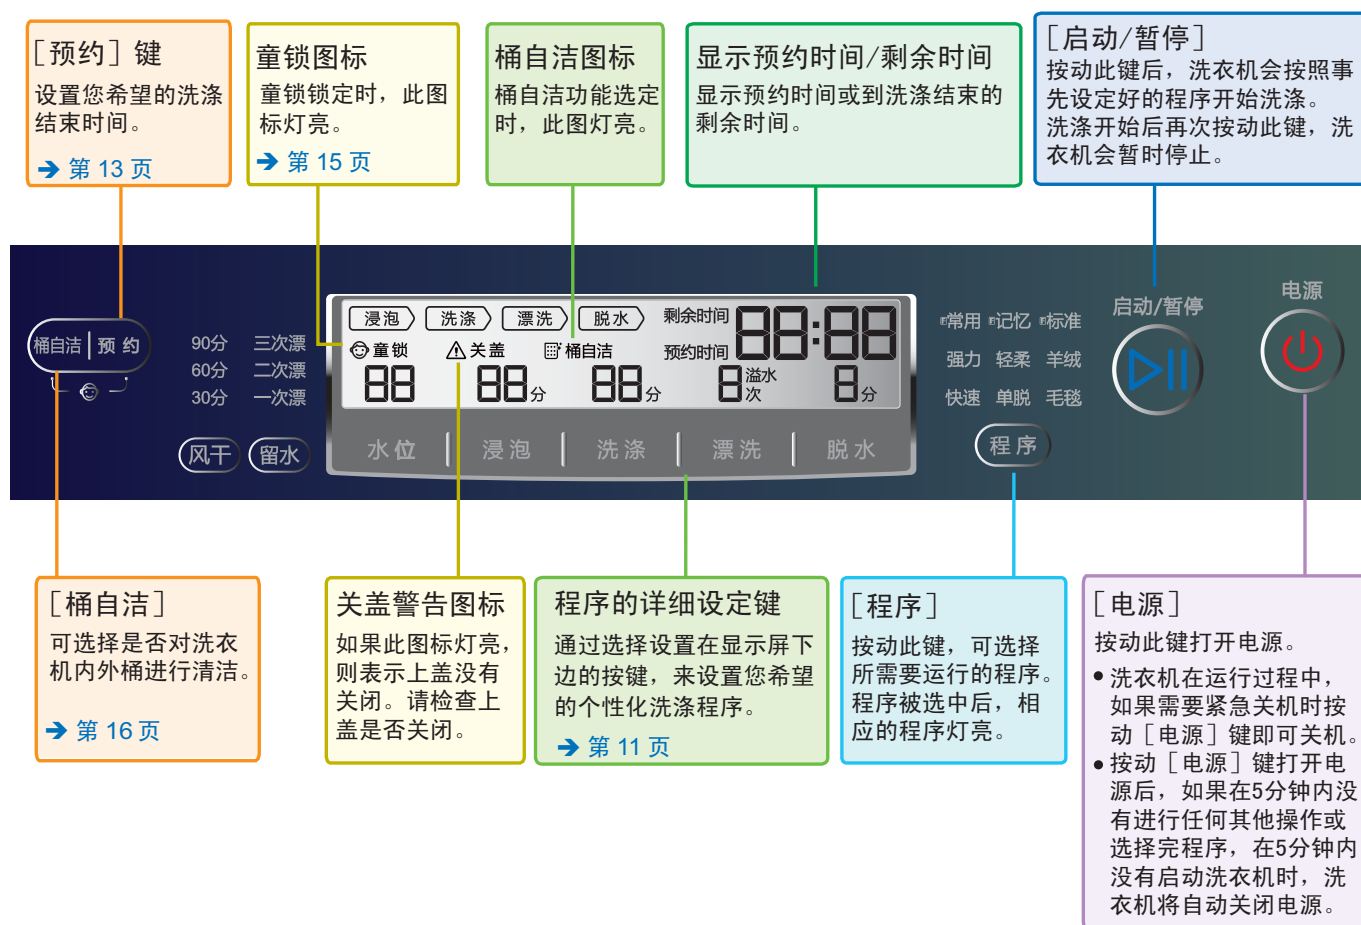 ［预约］键
设置您希望的洗涤
结束时间。
➔ 第 13 页
童锁图标
童锁锁定时，此图
标灯亮。
➔ 第 15 页
桶自洁图标
桶自洁功能选定
时，此图灯亮。
显示预约时间/剩余时间
显示预约时间或到洗涤结束的
剩余时间。
［启动/暂停］
按动此键后，洗衣机会按照事
先设定好的程序开始洗涤。
洗涤开始后再次按动此键，洗
衣机会暂时停止。
桶自洁 预约
90分 三次漂
60分 二次漂
30分 一次漂
风干 留水
浸泡 洗涤 漂洗 脱水 剩余时间 88:88
童锁 关盖 桶自洁 预约时间
88 88分 88分 8溢水次 8分
水位 浸泡 洗涤 漂洗 脱水
常用 记忆 标准
强力 轻柔 羊绒
快速 单脱 毛毯
程序
启动/暂停
电源
［桶自洁］
可选择是否对洗衣
机内外桶进行清洁。
➔ 第 16 页
关盖警告图标
如果此图标灯亮，
则表示上盖没有
关闭。请检查上
盖是否关闭。
程序的详细设定键
通过选择设置在显示屏下
边的按键，来设置您希望
的个性化洗涤程序。
➔ 第 11 页
［程序］
按动此键，可选择
所需要运行的程序。
程序被选中后，相
应的程序灯亮。
［电源］
按动此键打开电源。
●洗衣机在运行过程中，
如果需要紧急关机时按
动［电源］键即可关机。
●按动［电源］键打开电
源后，如果在5分钟内没
有进行任何其他操作或
选择完程序，在5分钟内
没有启动洗衣机时，洗
衣机将自动关闭电源。